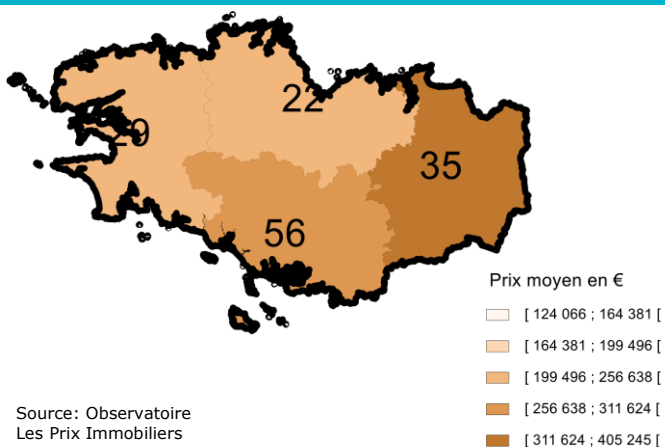 22
29
35
56
Prix moyen en €
[ 124 066 ; 164 381 [
[ 164 381 ; 199 496 [
[ 199 496 ; 256 638 [
[ 256 638 ; 311 624 [
[ 311 624 ; 405 245 [
Source: Observatoire
Les Prix Immobiliers